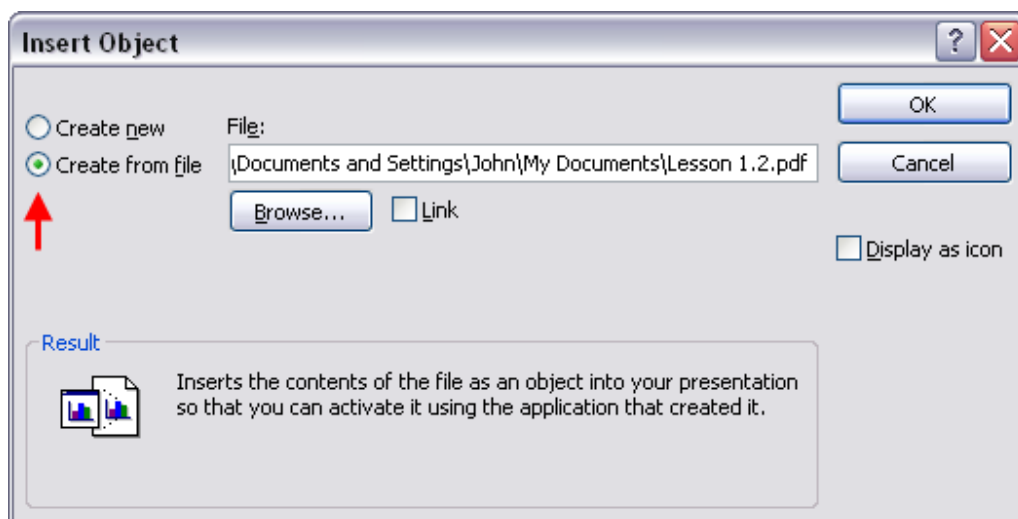 Insert Object
?
OK
Create new
File:
Create from file
\Documents and Settings\John\My Documents\Lesson 1.2.pdf
Cancel
Browse...
Link
Display as icon
Result
Inserts the contents of the file as an object into your presentation
so that you can activate it using the application that created it.